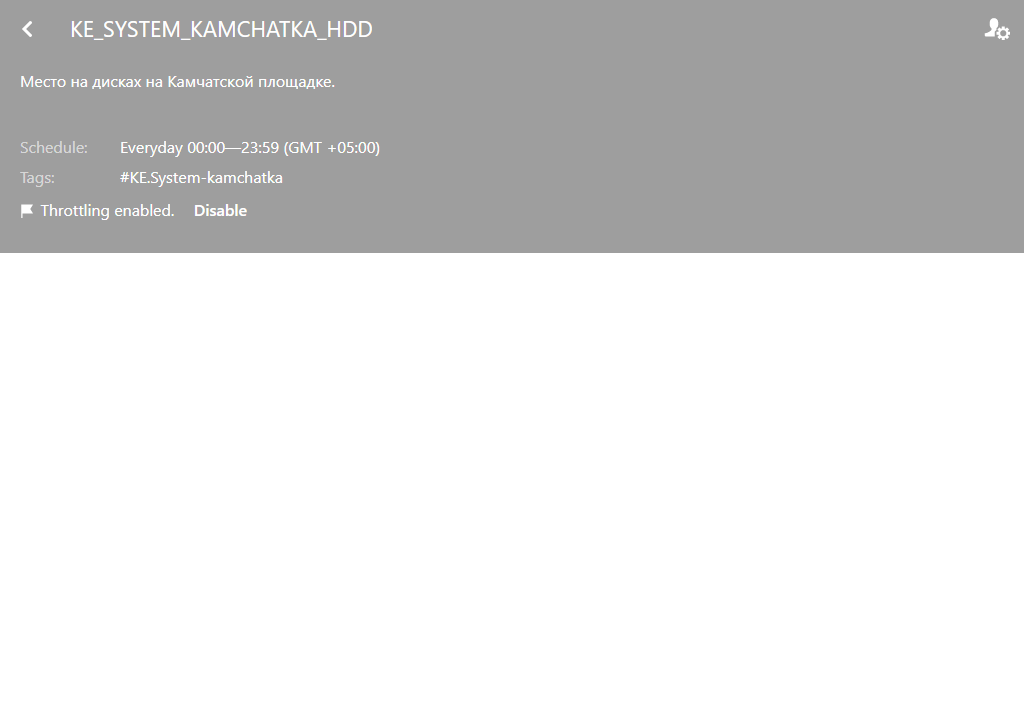 KE_SYSTEM_KAMCHATKA_HDD
Место на дисках на Камчатской площадке.
Schedule: Everyday 00:00—23:59 (GMT +05:00)
Tags: #KE.System-kamchatka
Throttling enabled. Disable